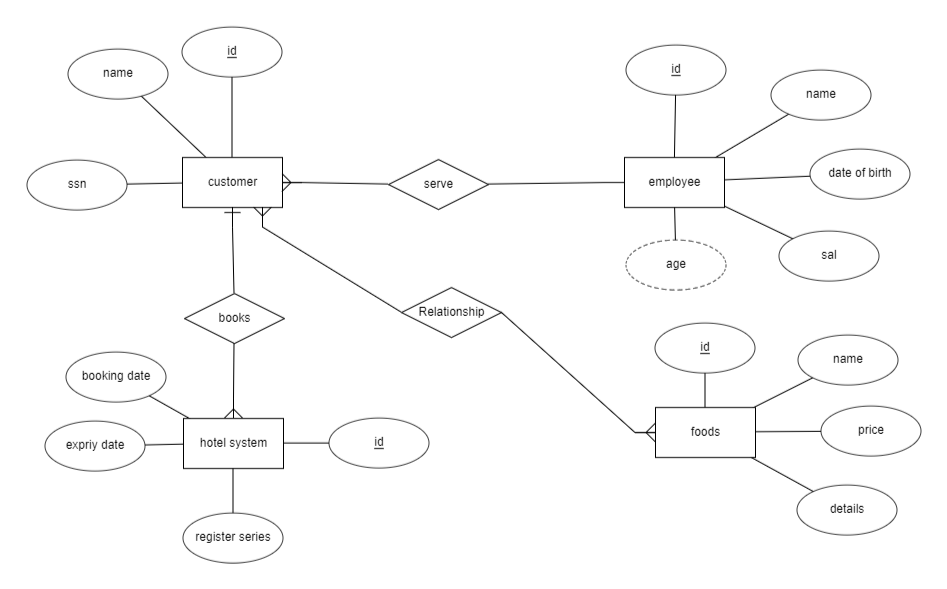 id
id
name
name
date of birth
ssn
customer
serve
employee
sal
age
Relationship
books
id
name
booking date
price
foods
expriy date
hotel system
id
details
register series